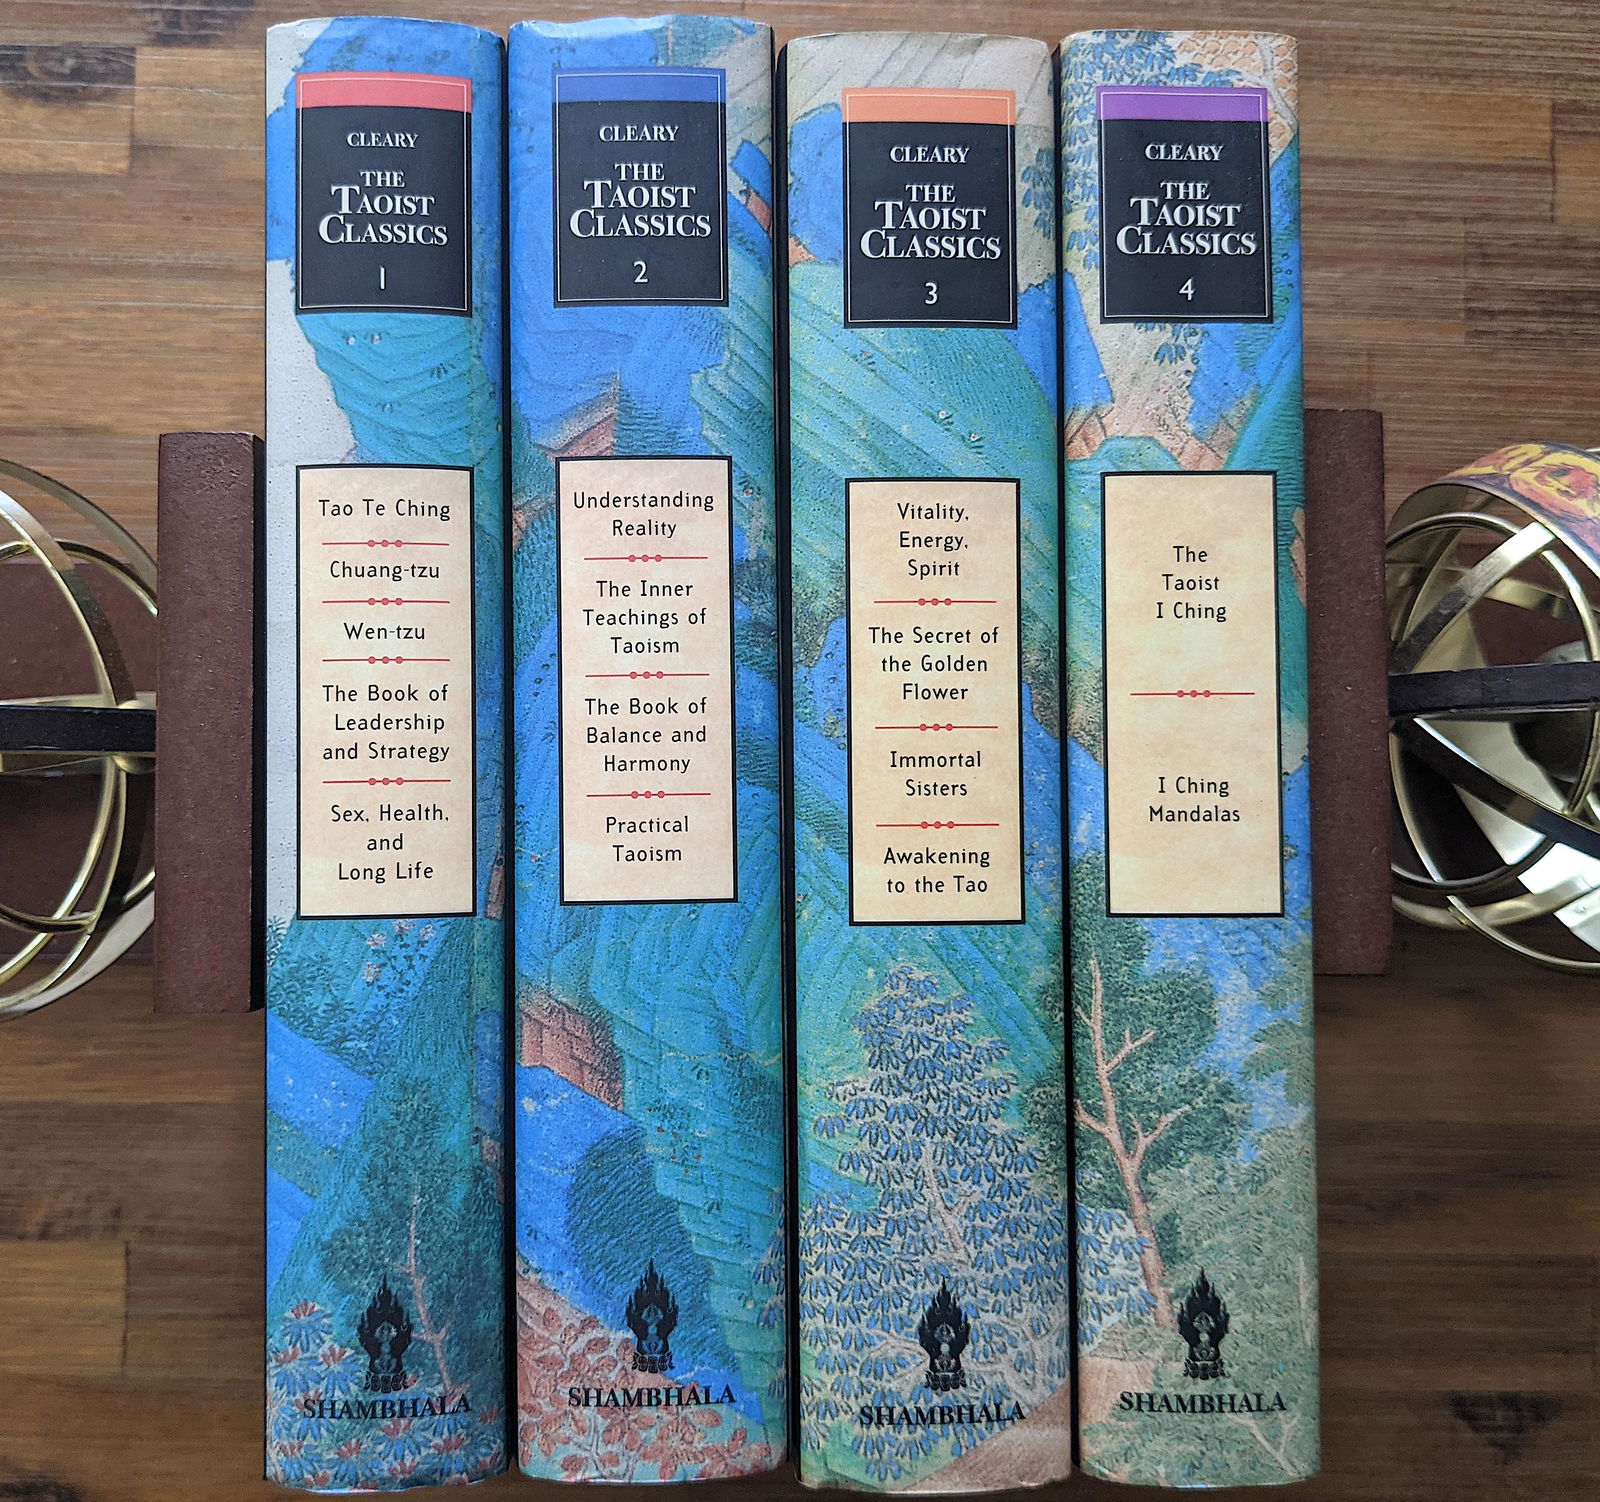 CLEARY
THE
TAOIST
CLASSICS
1
Tao Te Ching
Chuang-tzu
Wen-tzu
The Book of
Leadership
and Strategy
Sex, Health,
and
Long Life
SHAMBHALA
CLEARY
THE
TAOIST
CLASSICS
2
Understanding
Reality
The Inner
Teachings of
Taoism
The Book of
Balance and
Harmony
Practical
Taoism
SHAMBHALA
CLEARY
THE
TAOIST
CLASSICS
3
Vitality,
Energy,
Spirit
The Secret of
the Golden
Flower
Immortal
Sisters
Awakening
to the Tao
SHAMBHALA
CLEARY
THE
TAOIST
CLASSICS
4
The
Taoist
I Ching
I Ching
Mandalas
SHAMBHALA